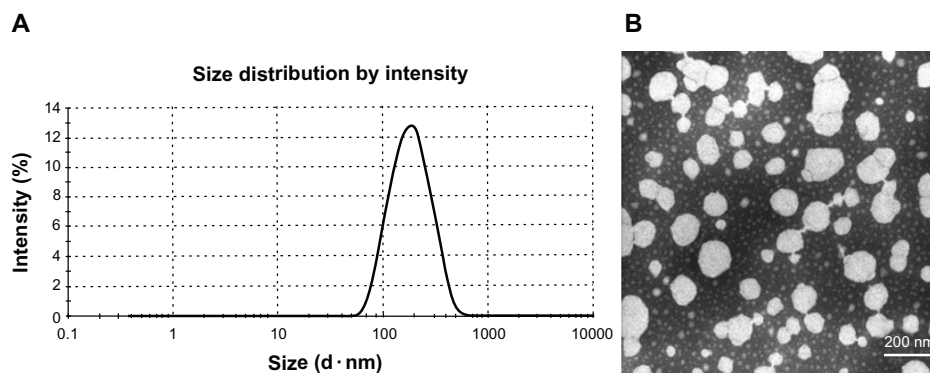 A
B
Size distribution by intensity
Intensity (%)
14
12
10
8
6
4
2
0
0.1
1
10
100
1000
10000
Size (d·nm)
200 nm